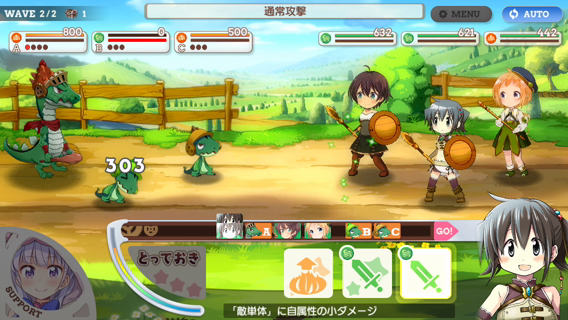 WAVE 2/2 1
通常攻撃
MENU
AUTO
800
A
0
B
500
C
632
621
442
303
A
B
C
GO!
とっておき
SUPPORT
「敵単体」に自属性の小ダメージ